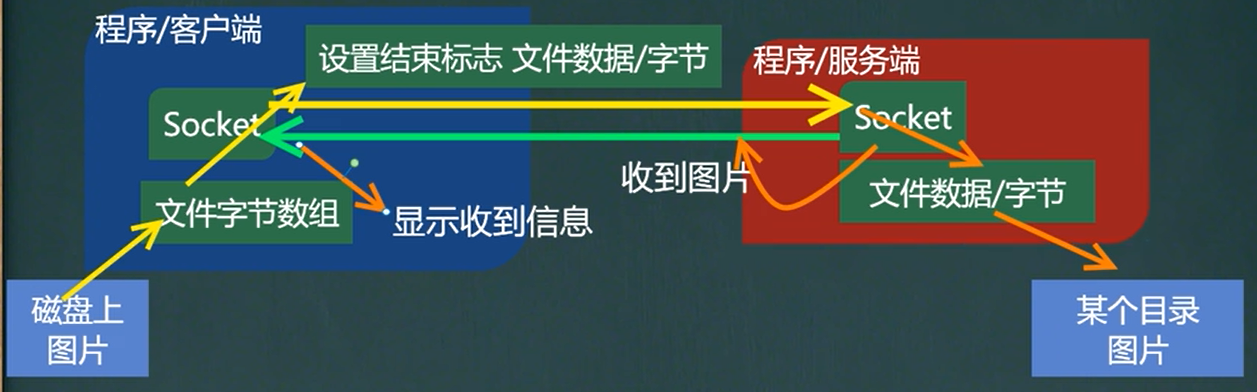 程序/客户端
设置结束标志 文件数据/字节
程序/服务端
Socket
Socket
收到图片
文件数据/字节
文件字节数组
显示收到信息
磁盘上
图片
某个目录
图片